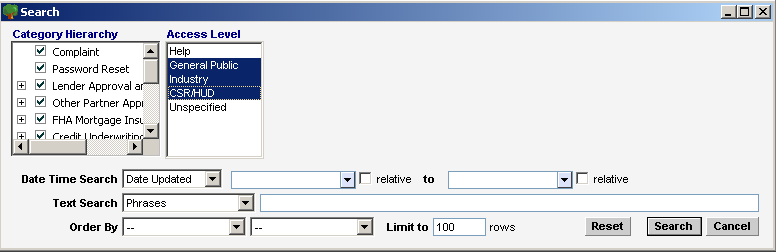 Search
Category Hierarchy Access Level
Complaint
Password Reset
Lender Approval ar
Other Partner Appr
FHA Mortgage Insu
Credit Underwriting
Help
General Public
Industry
CSR/HUD
Unspecified
Date Time Search Date Updated relative to relative
Text Search Phrases
Order By -- -- Limit to 100 rows Reset Search Cancel